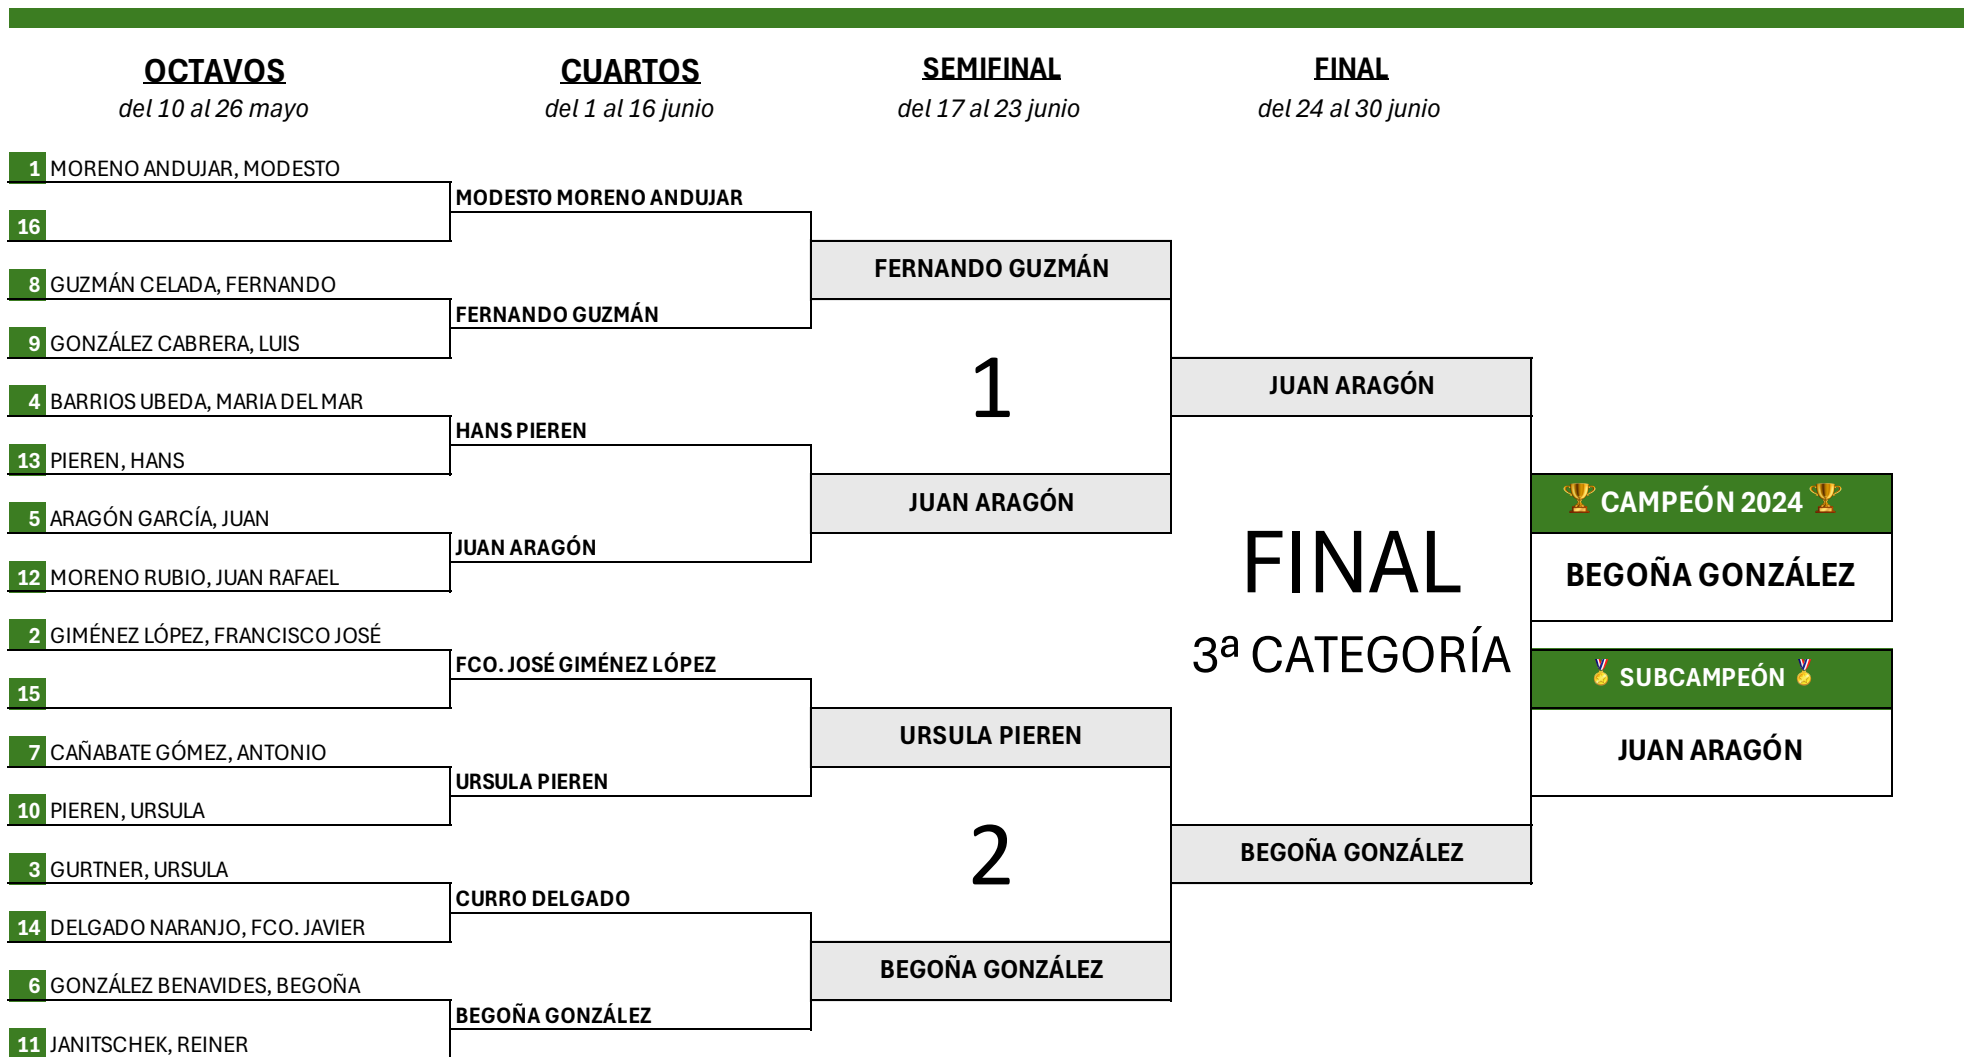 OCTAVOS
del 10 al 26 mayo
CUARTOS
del 1 al 16 junio
SEMIFINAL
del 17 al 23 junio
FINAL
del 24 al 30 junio
1 MORENO ANDUJAR, MODESTO
16
8 GUZMÁN CELADA, FERNANDO
9 GONZÁLEZ CABRERA, LUIS
4 BARRIOS UBEDA, MARIA DEL MAR
13 PIEREN, HANS
5 ARAGÓN GARCÍA, JUAN
12 MORENO RUBIO, JUAN RAFAEL
2 GIMÉNEZ LÓPEZ, FRANCISCO JOSÉ
15
7 CAÑABATE GÓMEZ, ANTONIO
10 PIEREN, URSULA
3 GURTNER, URSULA
14 DELGADO NARANJO, FCO. JAVIER
6 GONZÁLEZ BENAVIDES, BEGOÑA
11 JANITSCHEK, REINER
MODESTO MORENO ANDUJAR
FERNANDO GUZMÁN
HANS PIEREN
JUAN ARAGÓN
FCO. JOSÉ GIMÉNEZ LÓPEZ
URSULA PIEREN
CURRO DELGADO
BEGOÑA GONZÁLEZ
FERNANDO GUZMÁN
1
JUAN ARAGÓN
URSULA PIEREN
2
BEGOÑA GONZÁLEZ
JUAN ARAGÓN
FINAL
3ª CATEGORÍA
BEGOÑA GONZÁLEZ
🏆 CAMPEÓN 2024 🏆
BEGOÑA GONZÁLEZ
🏅 SUBCAMPEÓN 🏅
JUAN ARAGÓN